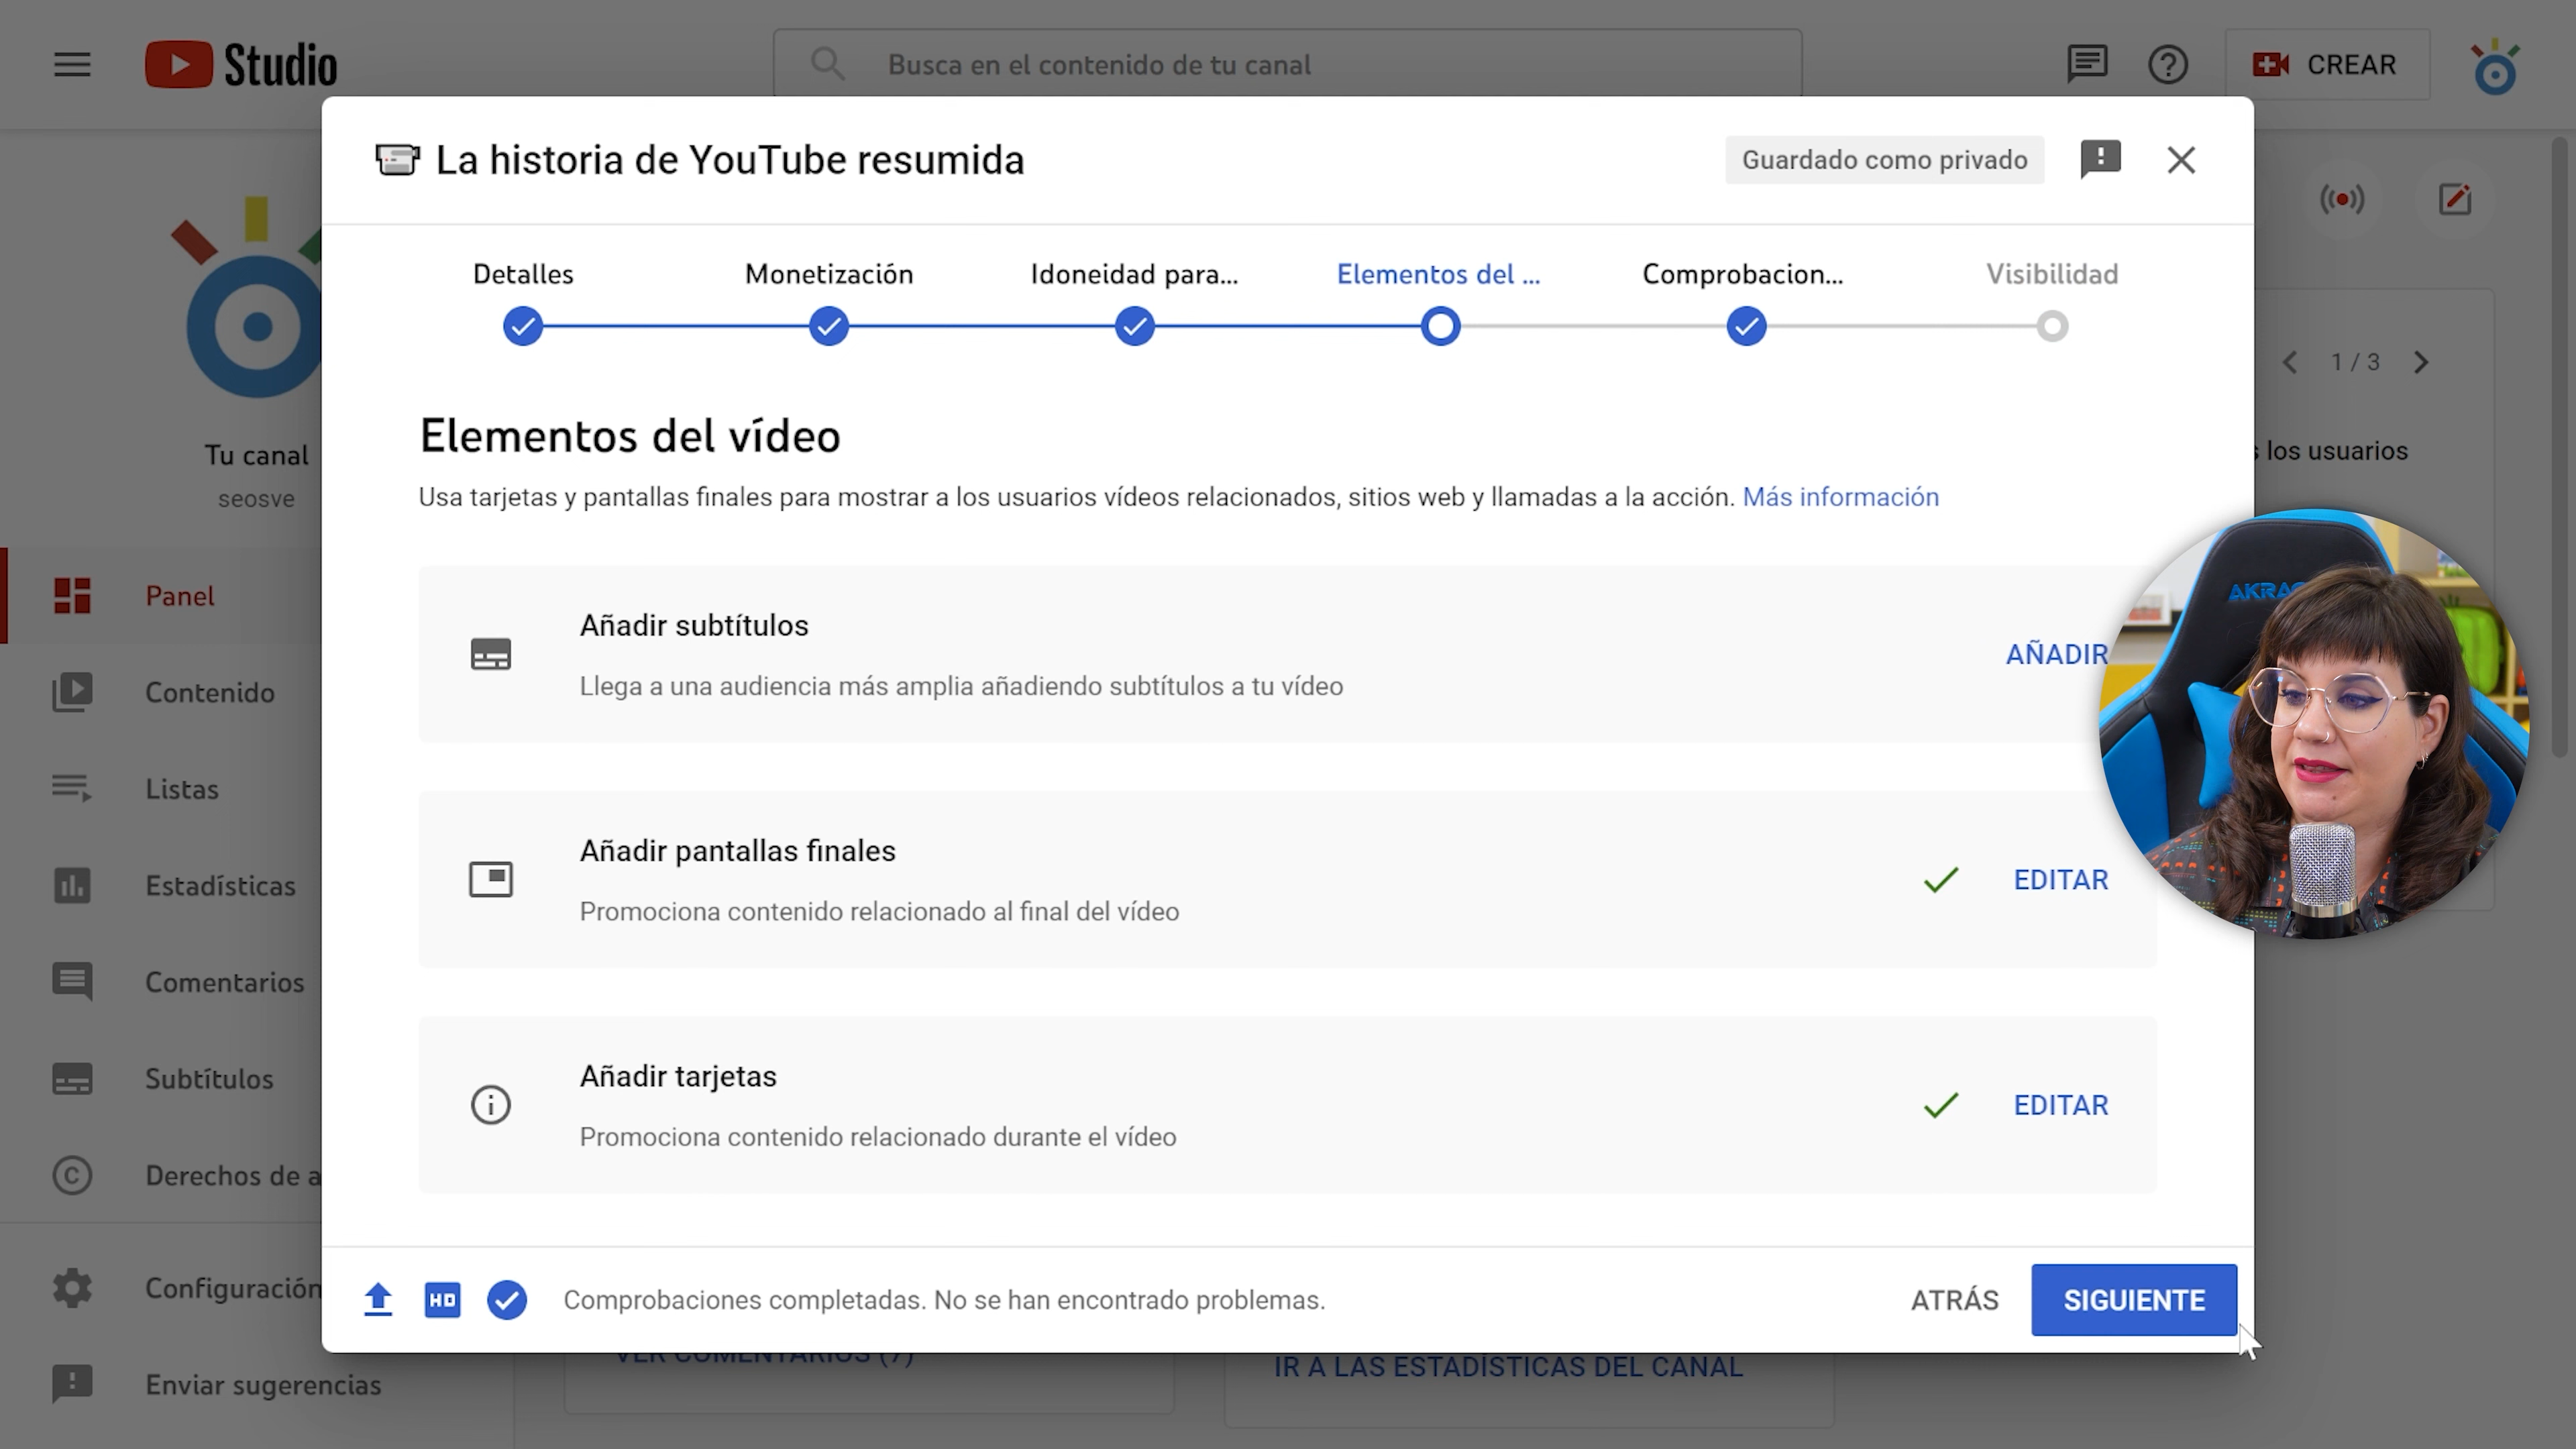 Studio
Busca en el contenido de tu canal
CREAR
La historia de YouTube resumida
Guardado como privado
Detalles
Monetización
Idoneidad para...
Elementos del ...
Comprobacion...
Visibilidad
1 / 3
Elementos del vídeo
Usa tarjetas y pantallas finales para mostrar a los usuarios vídeos relacionados, sitios web y llamadas a la acción. Más información
los usuarios
Tu canal
seosve
Panel
Contenido
Listas
Estadísticas
Comentarios
Subtítulos
Derechos de a
Configuración
Enviar sugerencias
Añadir subtítulos
Llega a una audiencia más amplia añadiendo subtítulos a tu vídeo
AÑADIR
Añadir pantallas finales
Promociona contenido relacionado al final del vídeo
EDITAR
Añadir tarjetas
Promociona contenido relacionado durante el vídeo
EDITAR
HD
Comprobaciones completadas. No se han encontrado problemas.
ATRÁS
SIGUIENTE
VER COMENTARIOS (7)
IR A LAS ESTADÍSTICAS DEL CANAL